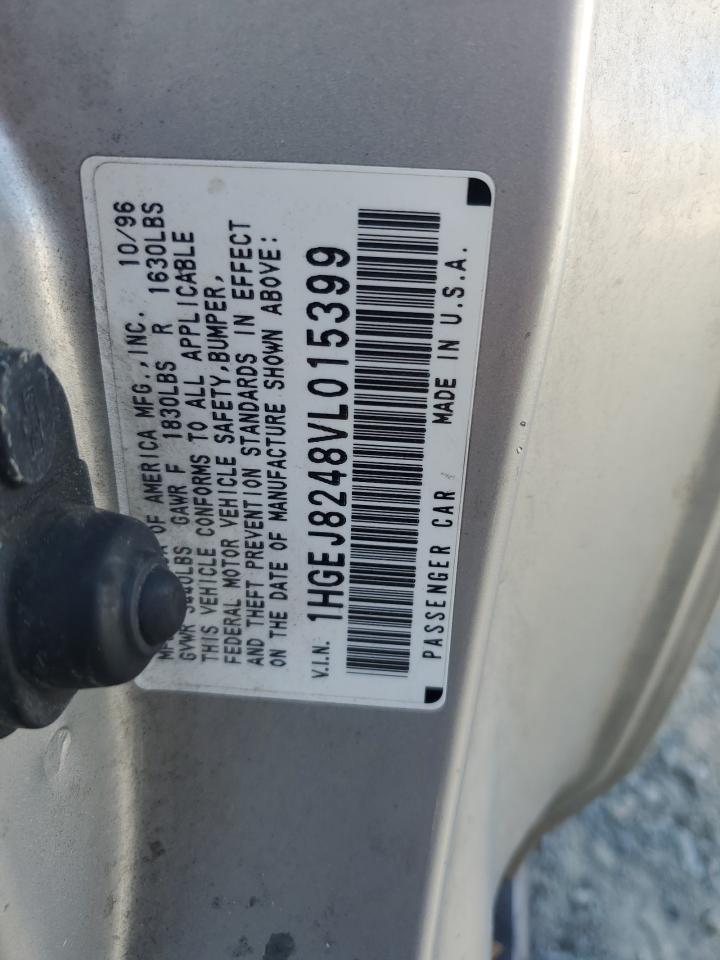 OF AMERICA MFG.,INC. 10/96
GVWR 3440LBS GAWR F 1830LBS R 1630LBS
THIS VEHICLE CONFORMS TO ALL APPLICABLE
FEDERAL MOTOR VEHICLE SAFETY,BUMPER,
AND THEFT PREVENTION STANDARDS IN EFFECT
ON THE DATE OF MANUFACTURE SHOWN ABOVE:
V.I.N. 1HGEJ8248VL015399
PASSENGER CAR MADE IN U.S.A.